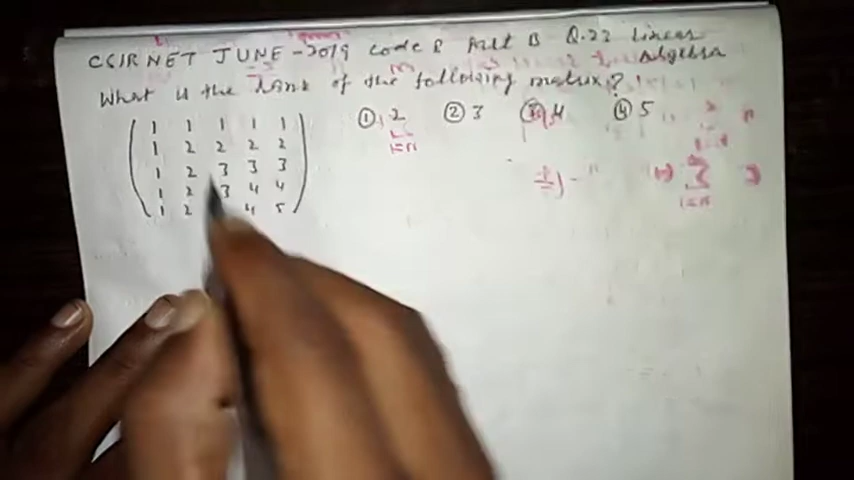 CSIR NET JUNE - 2019 Code B Part B Q.22 Linear
Algebra
What is the rank of the following matrix?
① 2 ② 3 ③ 4 ④ 5
1 1 1 1 1
1 2 2 2 2
1 2 3 3 3
1 2 3 4 4
1 2 4 5